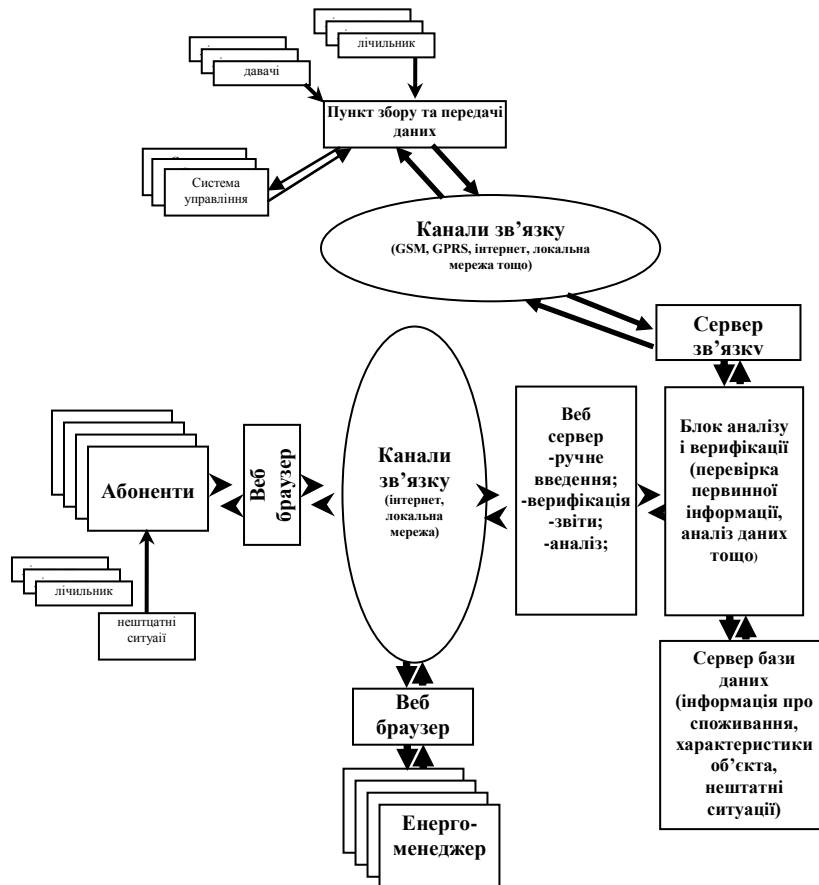 лічильник
давачі
Пункт збору та передачі
даних
Система
управління
Канали зв’язку
(GSM, GPRS, інтернет, локальна
мережа тощо)
Сервер
зв’язку
Абоненти
Веб
браузер
Канали
зв’язку
(інтернет,
локальна
мережа)
Веб
сервер
-ручне
введення;
-верифікація
-звіти;
-аналіз;
Блок аналізу
і верифікації
(перевірка
первинної
інформації,
аналіз даних
тощо)
лічильник
нештцатні
ситуаії
Веб
браузер
Енерго-
менеджер
Сервер бази
даних
(інформація про
споживання,
характеристики
об’єкта,
нештатні
ситуації)